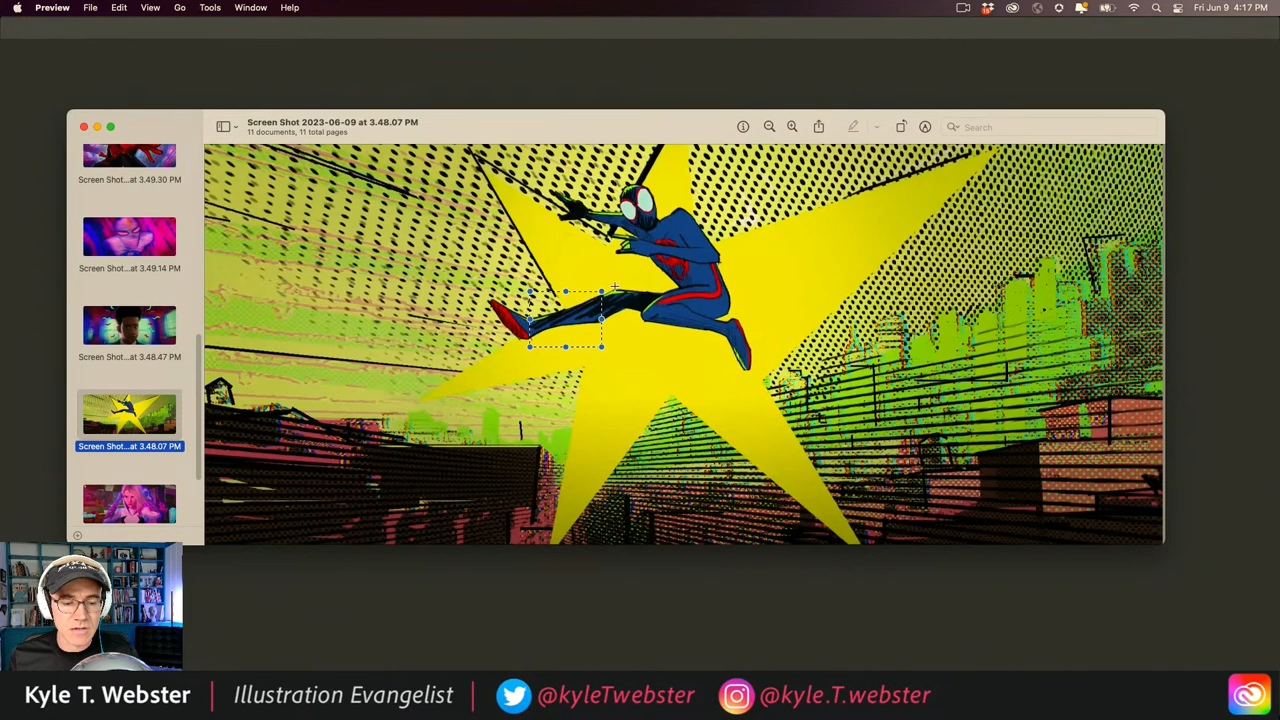 Preview File Edit View Go Tools Window Help
Fri Jun 9 4:17 PM
Screen Shot 2023-06-09 at 3.48.07 PM
11 documents, 11 total pages
Search
Screen Shot...at 3.49.30 PM
Screen Shot...at 3.49.14 PM
Screen Shot...at 3.48.47 PM
Screen Shot...at 3.48.07 PM
Kyle T. Webster | Illustration Evangelist | @kyleTwebster @kyle.T.webster